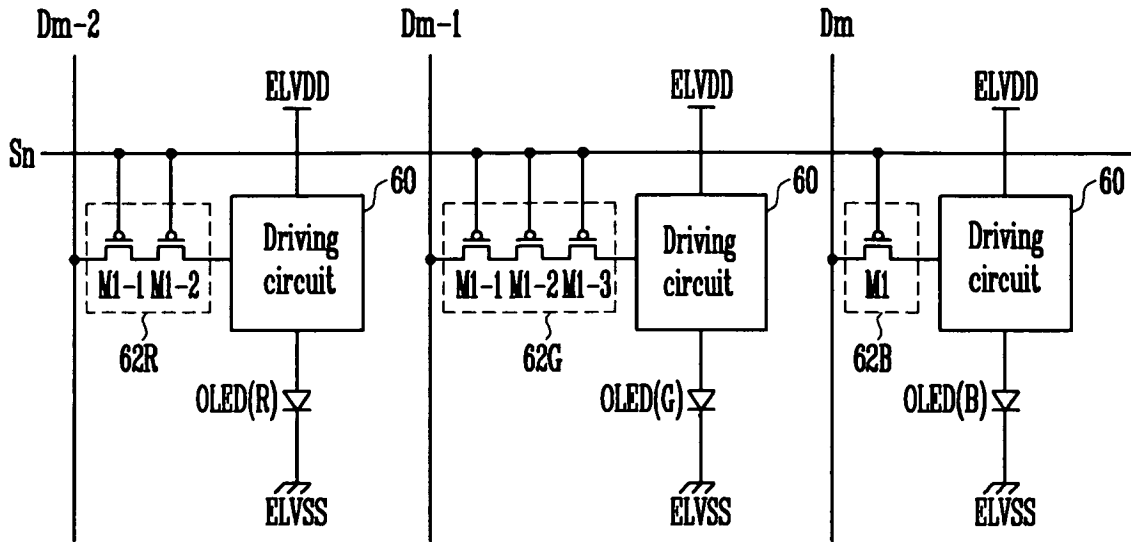 Dm-2 Dm-1 Dm
ELVDD ELVDD ELVDD
Sn
60 60 60
Driving circuit
Driving circuit
Driving circuit
M1-1 M1-2
M1-1 M1-2 M1-3
M1
62R 62G 62B
OLED(R) OLED(G) OLED(B)
ELVSS ELVSS ELVSS